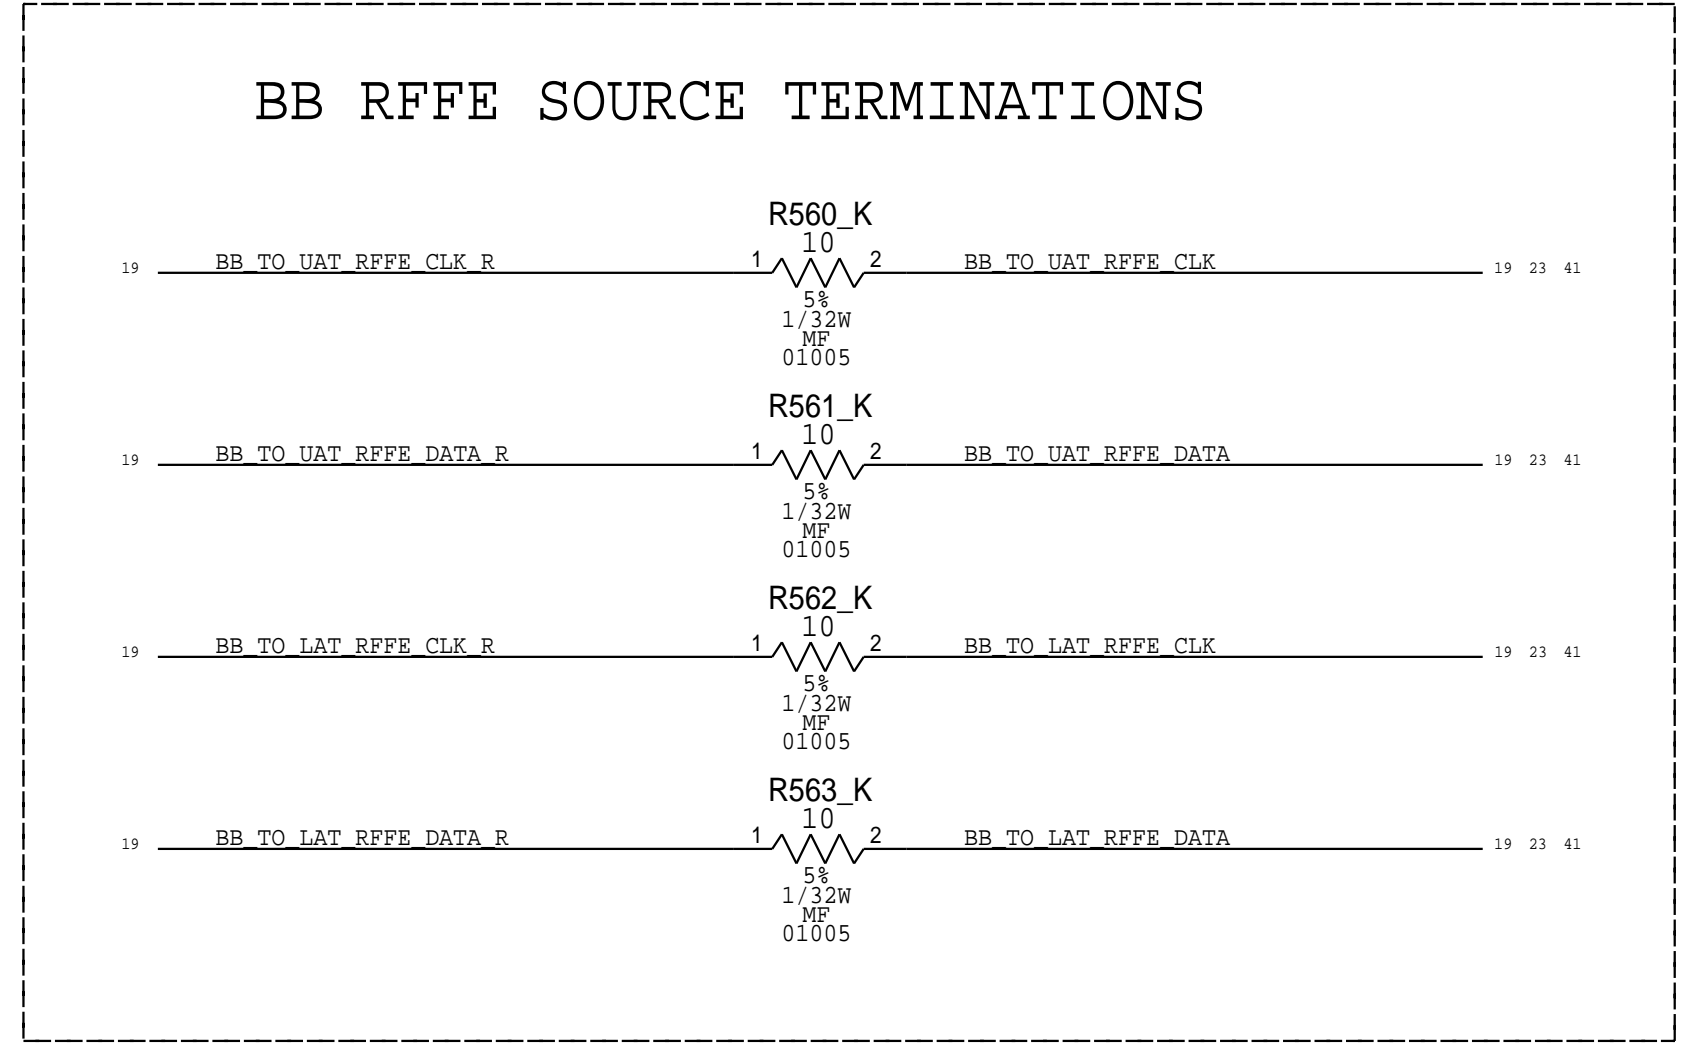 BB RFFE SOURCE TERMINATIONS
R560_K
10
19 BB_TO_UAT_RFFE_CLK_R 1 2 BB_TO_UAT_RFFE_CLK 19 23 41
5%
1/32W
MF
01005
R561_K
10
19 BB_TO_UAT_RFFE_DATA_R 1 2 BB_TO_UAT_RFFE_DATA 19 23 41
5%
1/32W
MF
01005
R562_K
10
19 BB_TO_LAT_RFFE_CLK_R 1 2 BB_TO_LAT_RFFE_CLK 19 23 41
5%
1/32W
MF
01005
R563_K
10
19 BB_TO_LAT_RFFE_DATA_R 1 2 BB_TO_LAT_RFFE_DATA 19 23 41
5%
1/32W
MF
01005